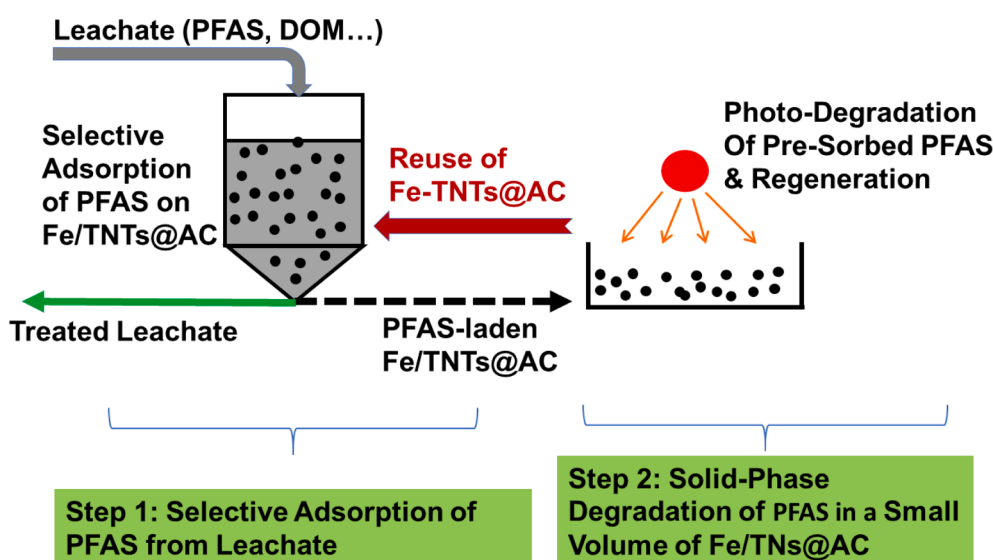 Leachate (PFAS, DOM…)
Selective
Adsorption
of PFAS on
Fe/TNTs@AC
Reuse of
Fe-TNTs@AC
Photo-Degradation
Of Pre-Sorbed PFAS
& Regeneration
Treated Leachate
PFAS-laden
Fe/TNTs@AC
Step 1: Selective Adsorption of
PFAS from Leachate
Step 2: Solid-Phase
Degradation of PFAS in a Small
Volume of Fe/TNs@AC